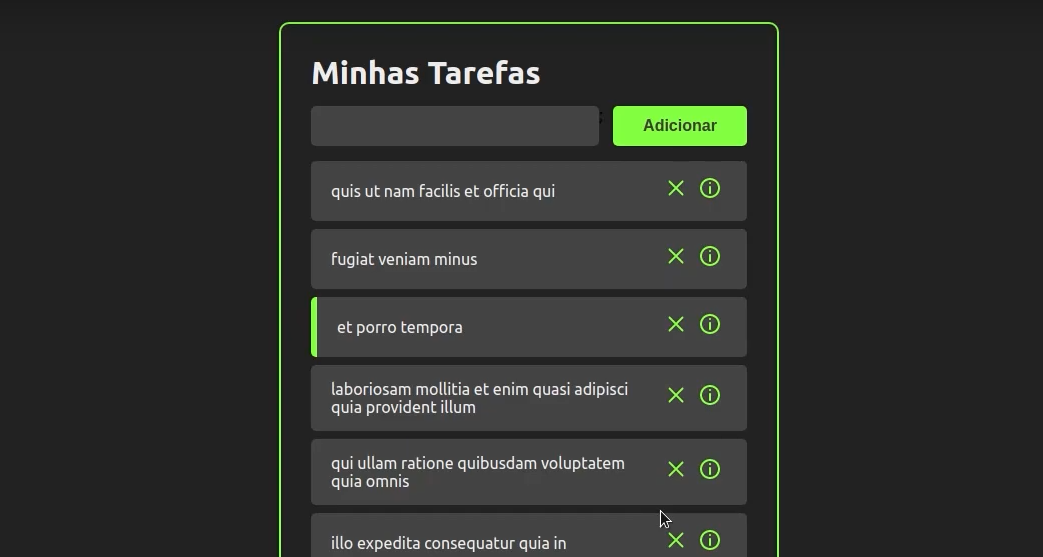 Minhas Tarefas
Adicionar
quis ut nam facilis et officia qui
fugiat veniam minus
et porro tempora
laboriosam mollitia et enim quasi adipisci
quia provident illum
qui ullam ratione quibusdam voluptatem
quia omnis
illo expedita consequatur quia in